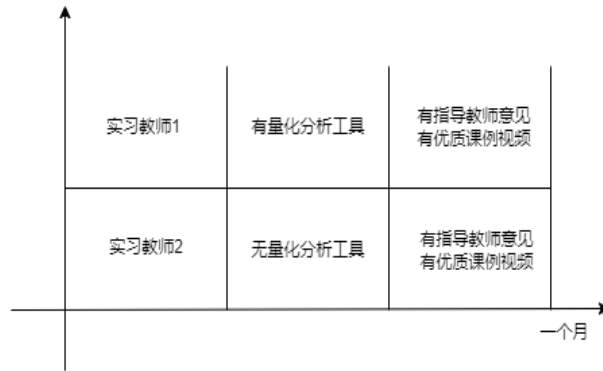 实习教师1
有量化分析工具
有指导教师意见
有优质课例视频
实习教师2
无量化分析工具
有指导教师意见
有优质课例视频
一个月